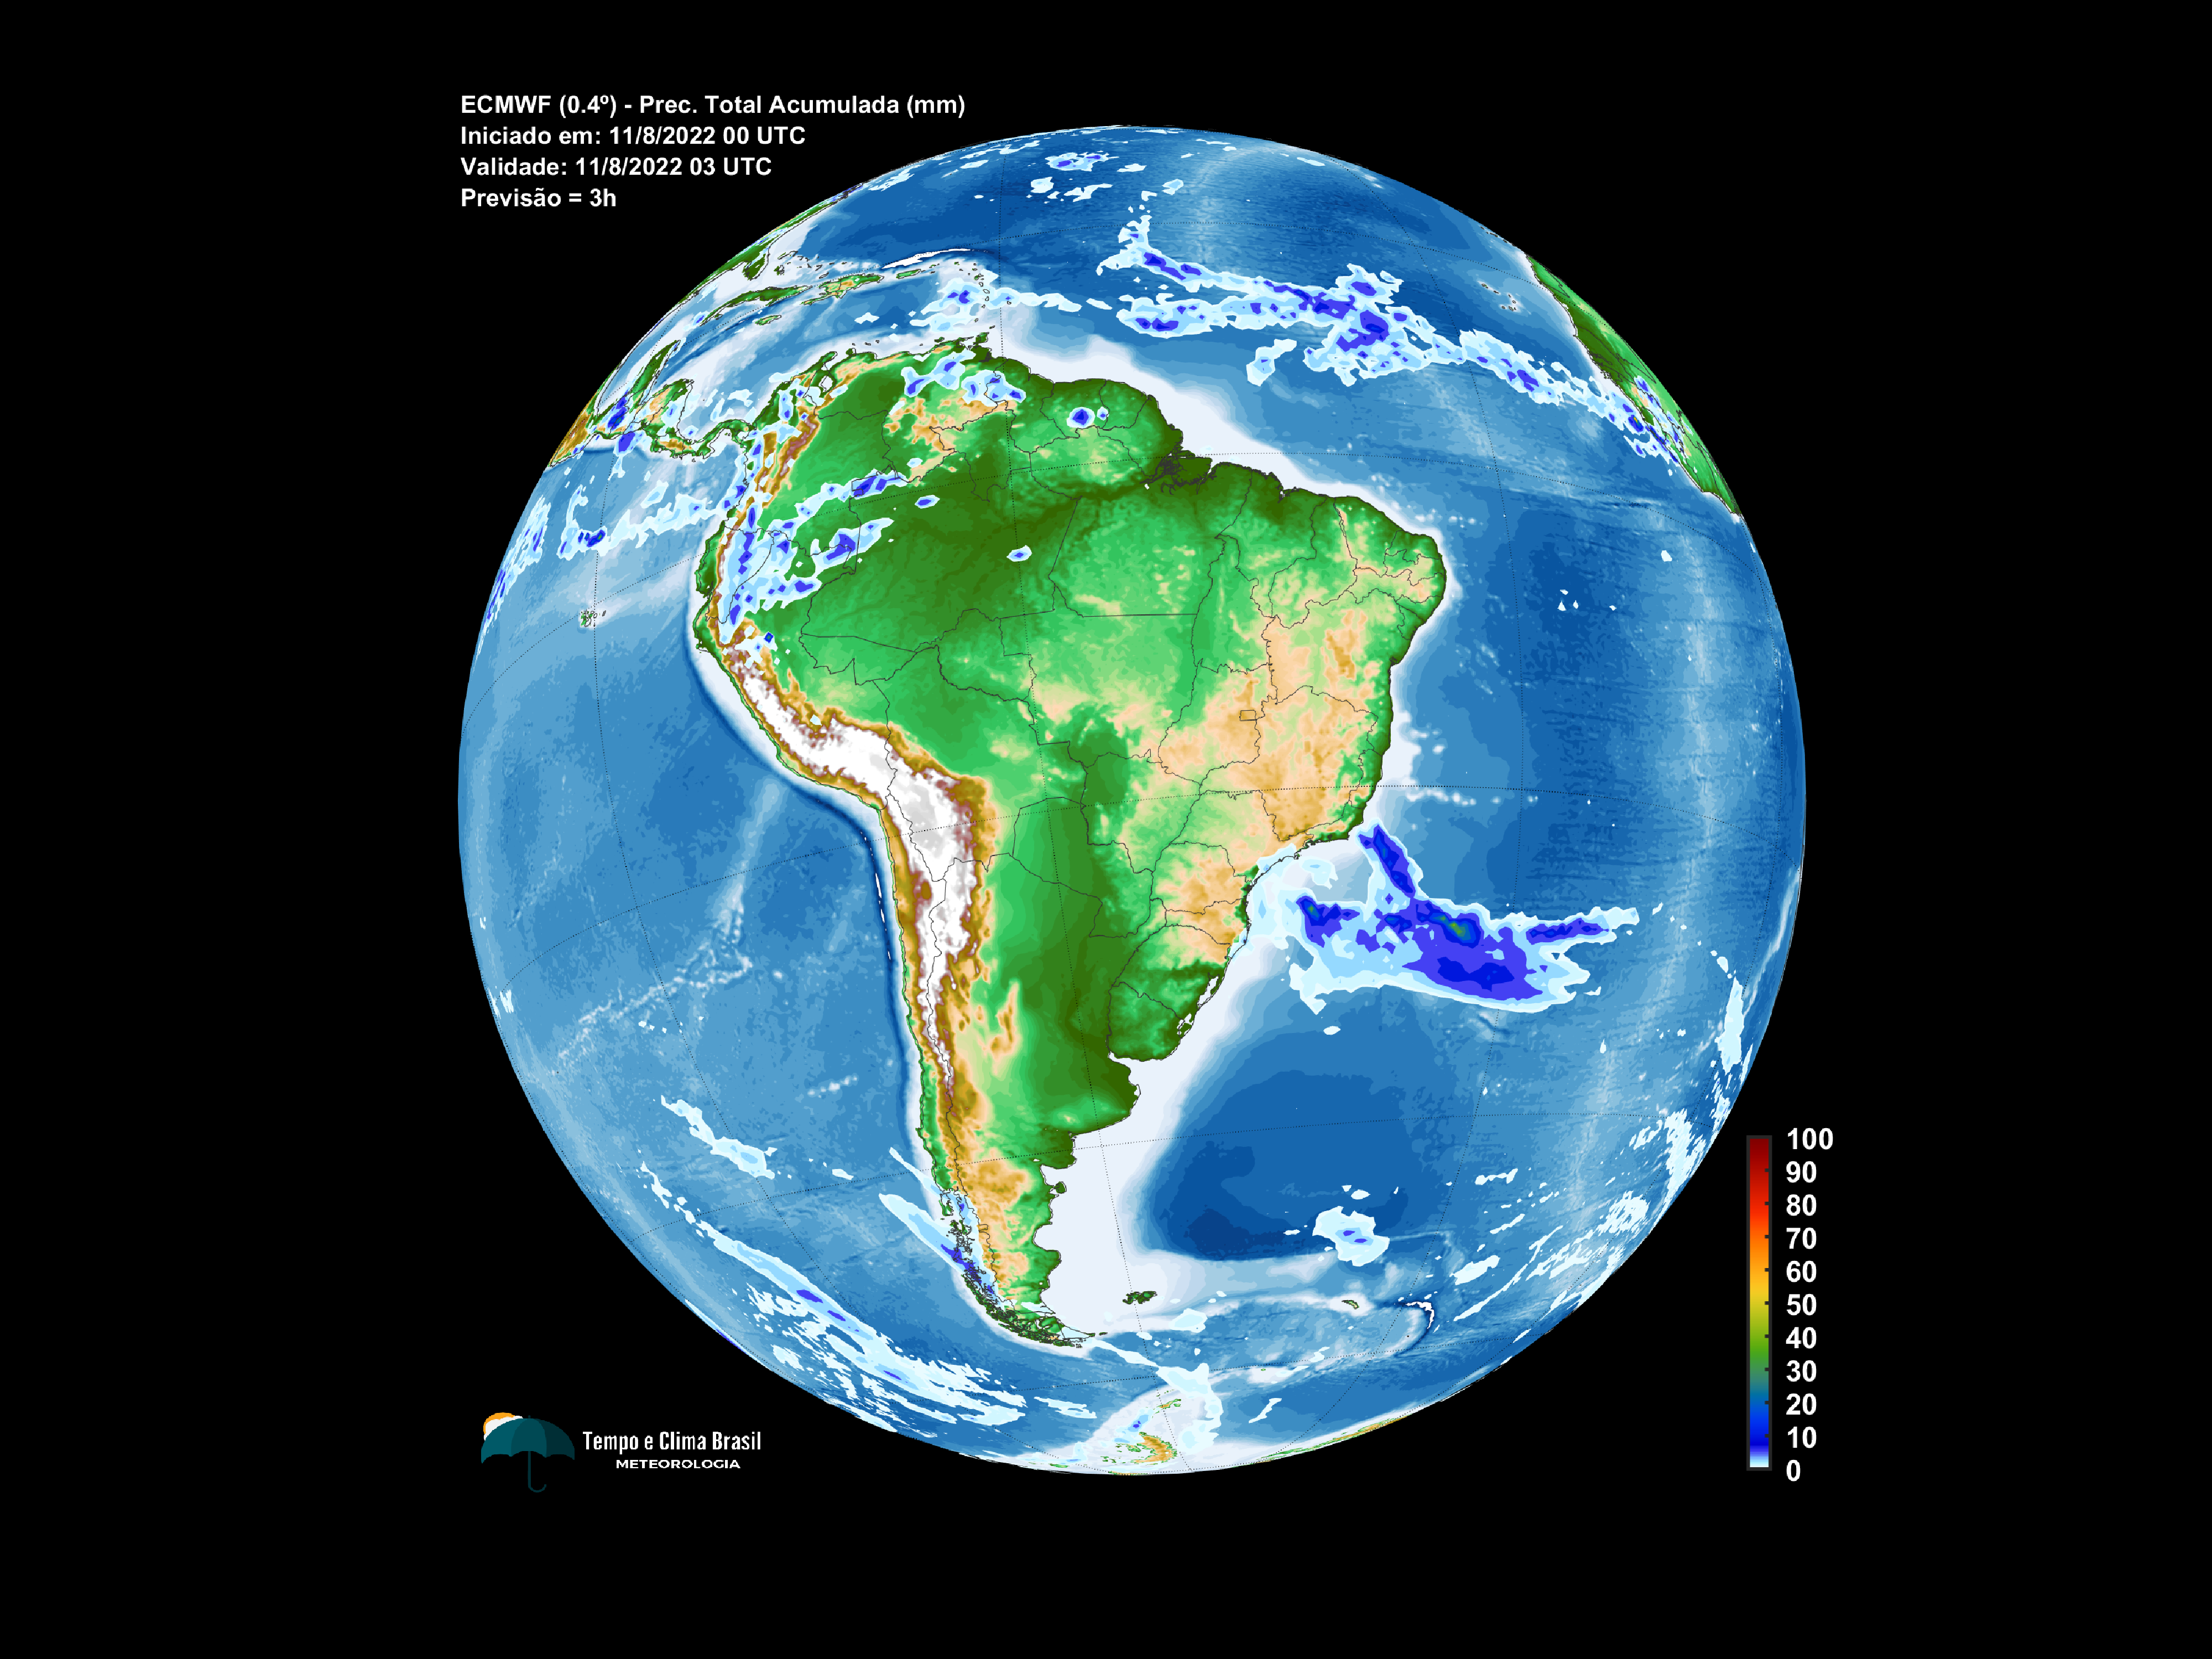 ECMWF (0.4º) - Prec. Total Acumulada (mm)
Iniciado em: 11/8/2022 00 UTC
Validade: 11/8/2022 03 UTC
Previsão = 3h
100
90
80
70
60
50
40
30
20
10
0
Tempo e Clima Brasil
METEOROLOGIA